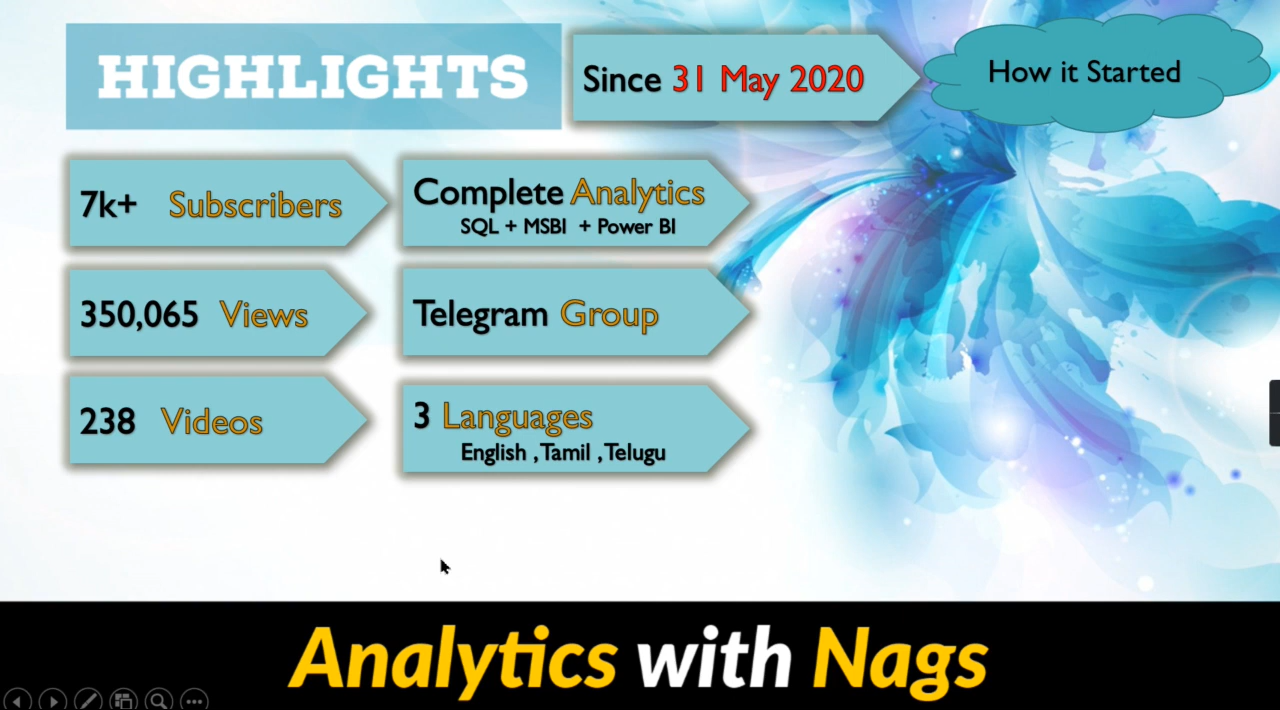 HIGHLIGHTS
Since 31 May 2020
How it Started
7k+ Subscribers
Complete Analytics
SQL + MSBI + Power BI
350,065 Views
Telegram Group
238 Videos
3 Languages
English ,Tamil ,Telugu
Analytics with Nags